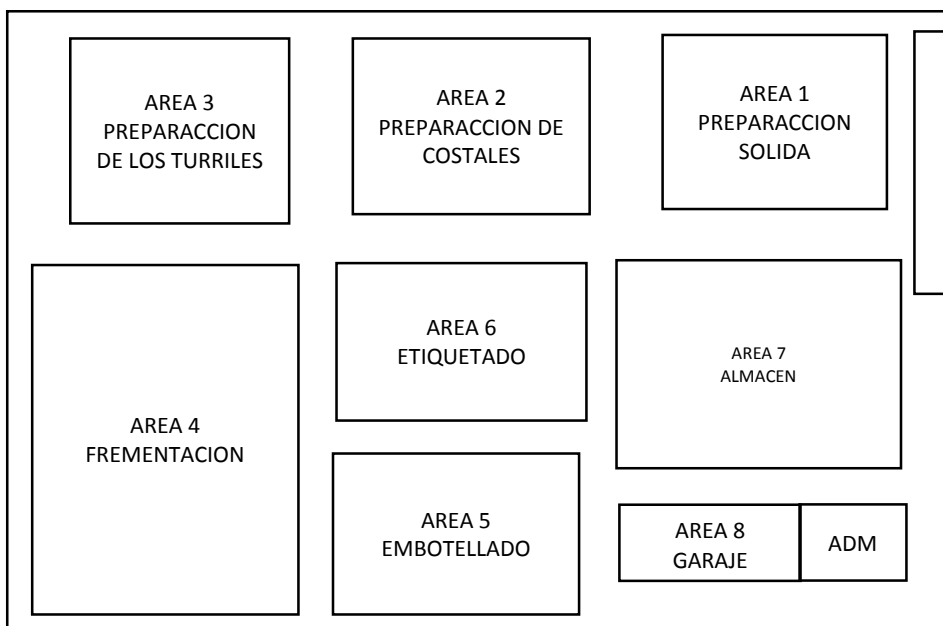 AREA 3
PREPARACCION
DE LOS TURRILES
AREA 2
PREPARACCION DE
COSTALES
AREA 1
PREPARACCION
SOLIDA
AREA 4
FREMENTACION
AREA 6
ETIQUETADO
AREA 7
ALMACEN
AREA 5
EMBOTELLADO
AREA 8
GARAJE
ADM